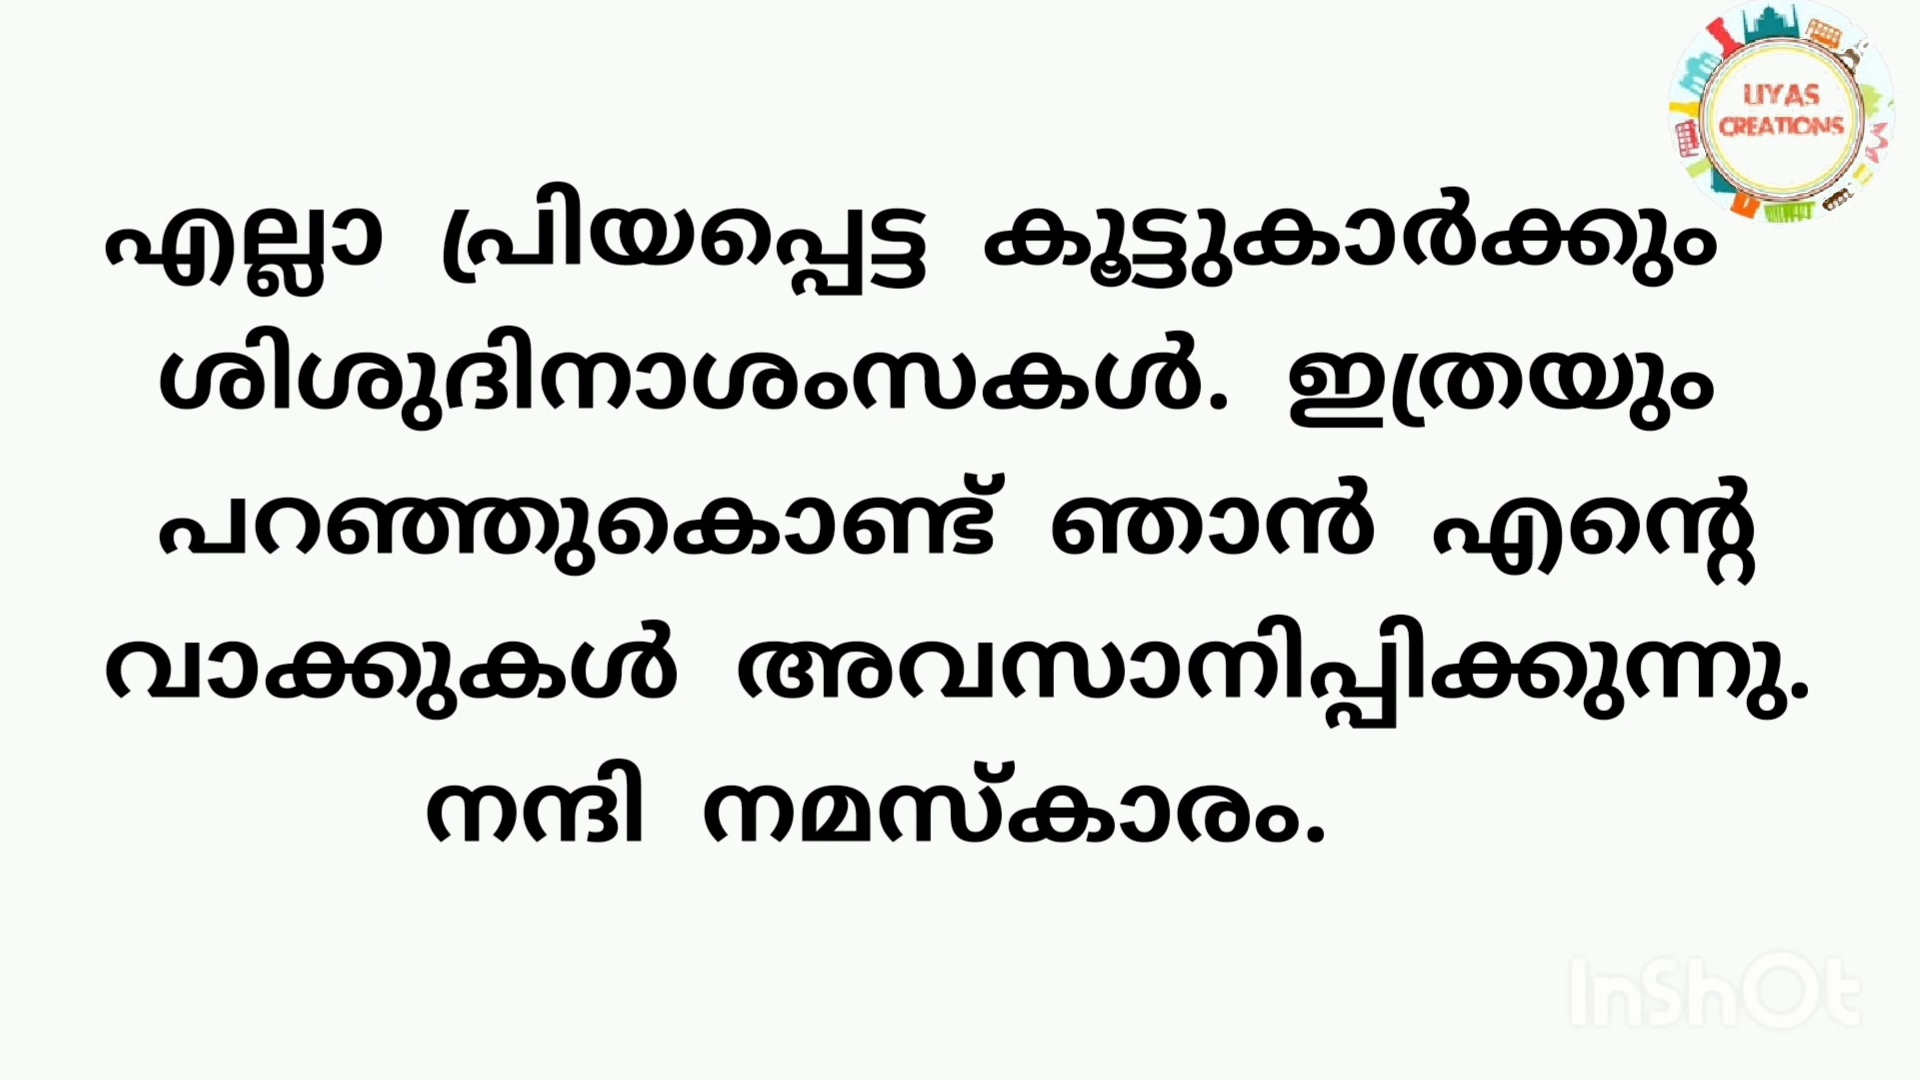 LIYAS
CREATIONS
എല്ലാ പ്രിയപ്പെട്ട കൂട്ടുകാർക്കും
ശിശുദിനാശംസകൾ. ഇത്രയും
പറഞ്ഞുകൊണ്ട് ഞാൻ എന്റെ
വാക്കുകൾ അവസാനിപ്പിക്കുന്നു.
നന്ദി നമസ്കാരം.
InShOt